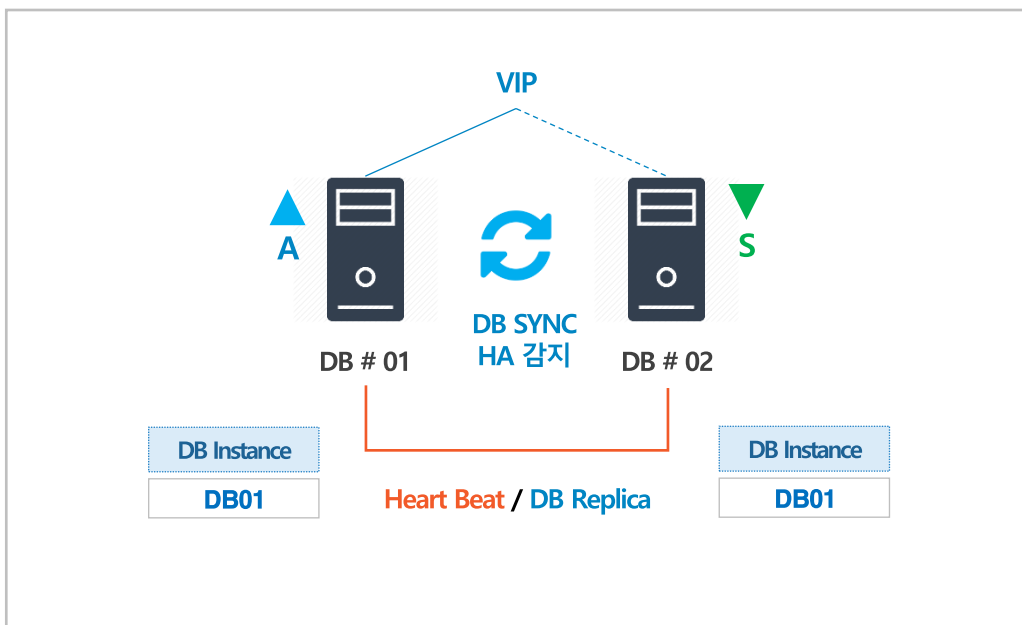 VIP
A
S
DB SYNC
HA 감지
DB # 01
DB # 02
DB Instance
DB01
Heart Beat / DB Replica
DB Instance
DB01